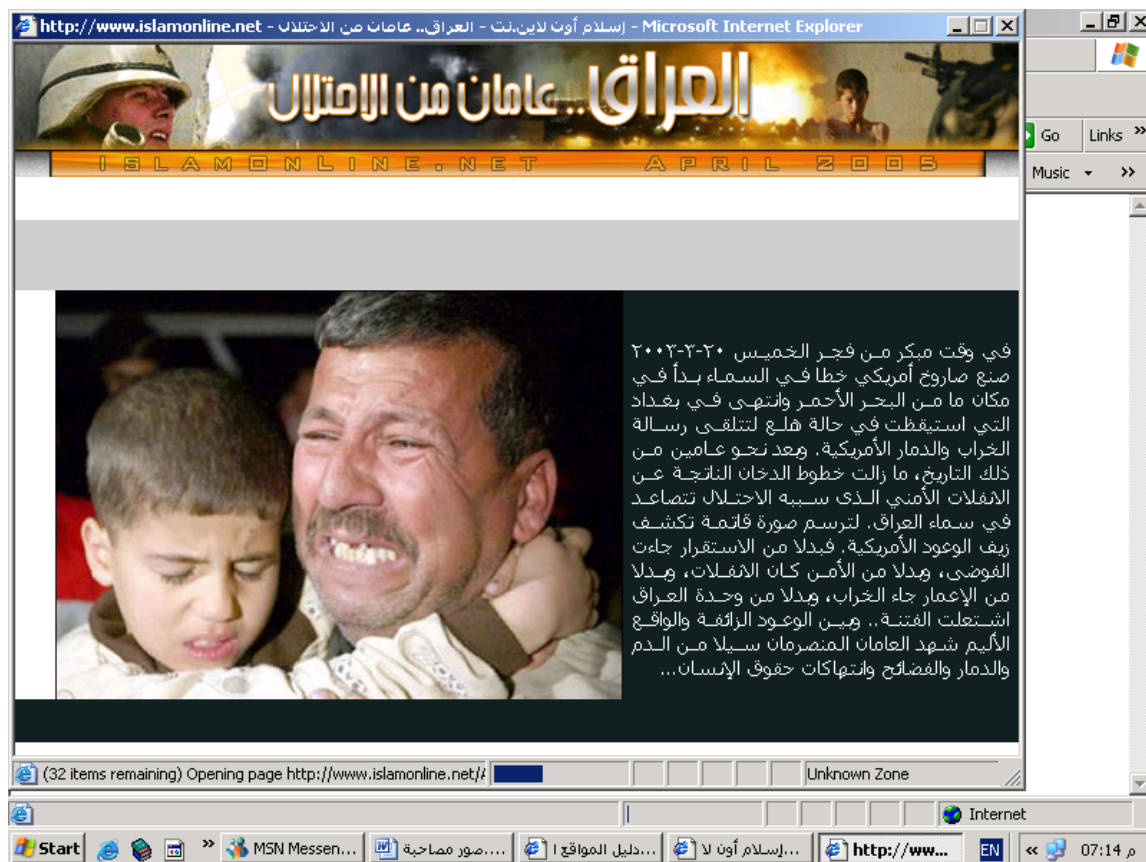 http://www.islamonline.net - إسلام أون لاين.نت - العراق.. عامان من الاحتلال - Microsoft Internet Explorer
العراق.. عامان من الاحتلال
ISLAMONLINE.NET APRIL 2005
Go Links »
Music »
في وقت مبكر من فجر الخميس ٢٠-٣-٢٠٠٣
صنع صاروخ أمريكي خطا في السماء بدأ في
مكان ما من البحر الأحمر وانتهى في بغداد
التي استيقظت في حالة هلع لتتلقى رسالة
الخراب والدمار الأمريكية. وبعد نحو عامين من
ذلك التاريخ، ما زالت خطوط الدخان الناتجة عن
الانفلات الأمني الذى سببه الاحتلال تتصاعد
في سماء العراق. لترسم صورة قاتمة تكشف
زيف الوعود الأمريكية. فبدلا من الاستقرار جاءت
الفوضى، وبدلا من الأمن كان الانفلات، وبدلا
من الإعمار جاء الخراب، وبدلا من وحدة العراق
اشتعلت الفتنة.. وبين الوعود الزائفة والواقع
الأليم شهد العامان المنصرمان سيلا من الدم
والدمار والفضائح وانتهاكات حقوق الإنسان...
(32 items remaining) Opening page http://www.islamonline.net/ Unknown Zone
Internet
Start » MSN Messen... صور مصاحبة.... دليل المواقع ا... إسلام أون لا... http://ww... EN « 07:14 م